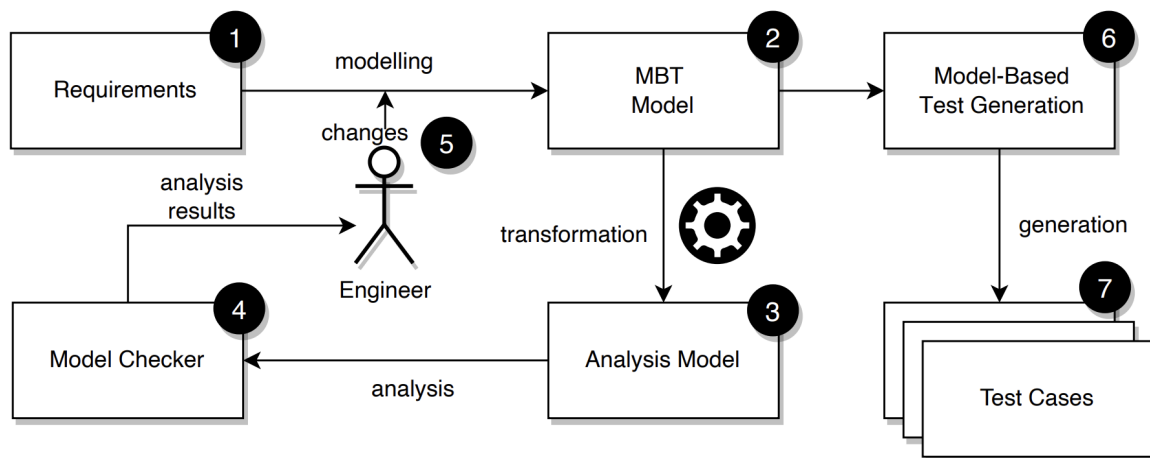 1
Requirements
modelling
2
MBT
Model
6
Model-Based
Test Generation
changes
5
analysis
results
Engineer
transformation
generation
4
Model Checker
analysis
3
Analysis Model
7
Test Cases